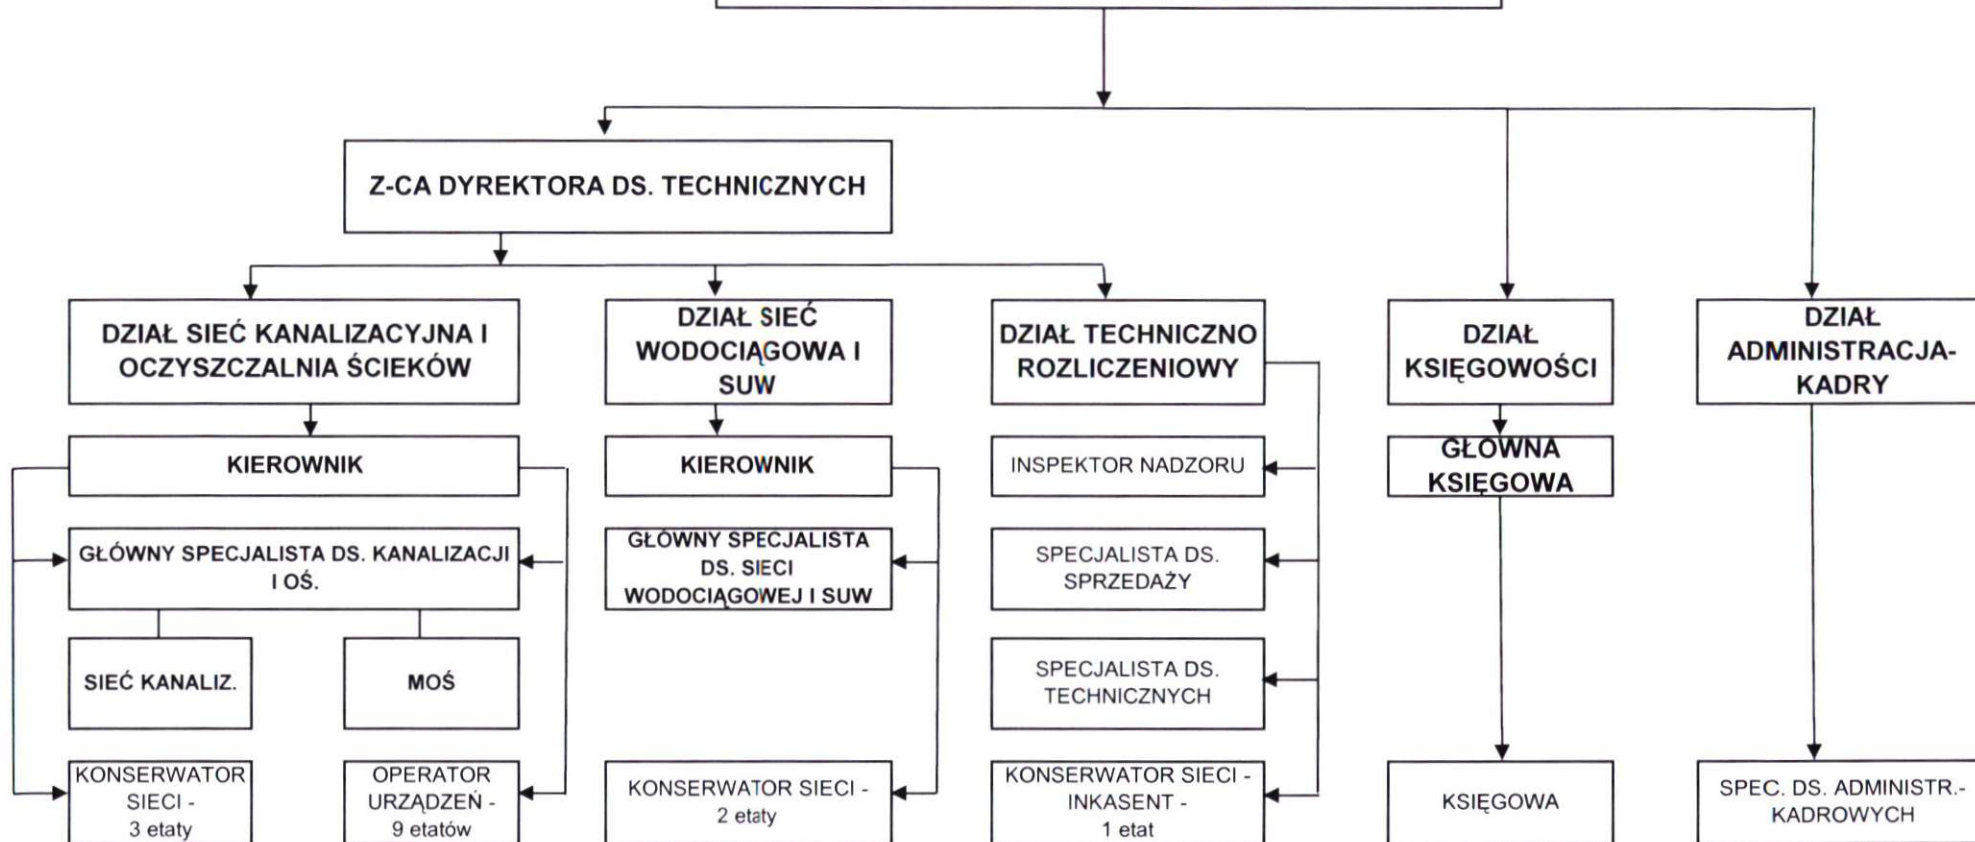 Z-CA DYREKTORA DS. TECHNICZNYCH
DZIAŁ SIEĆ KANALIZACYJNA I
OCZYSZCZALNIA ŚCIEKÓW
DZIAŁ SIEĆ
WODOCIĄGOWA I
SUW
DZIAŁ TECHNICZNO
ROZLICZENIOWY
DZIAŁ
KSIĘGOWOŚCI
DZIAŁ
ADMINISTRACJA-
KADRY
KIEROWNIK
KIEROWNIK
INSPEKTOR NADZORU
GŁÓWNA
KSIĘGOWA
GŁÓWNY SPECJALISTA DS. KANALIZACJI
I OŚ.
GŁÓWNY SPECJALISTA
DS. SIECI
WODOCIĄGOWEJ I SUW
SPECJALISTA DS.
SPRZEDAŻY
SIEĆ KANALIZ.
MOŚ
SPECJALISTA DS.
TECHNICZNYCH
KONSERWATOR
SIECI -
3 etaty
OPERATOR
URZĄDZEŃ -
9 etatów
KONSERWATOR SIECI -
2 etaty
KONSERWATOR SIECI -
INKASENT -
1 etat
KSIĘGOWA
SPEC. DS. ADMINISTR.-
KADROWYCH